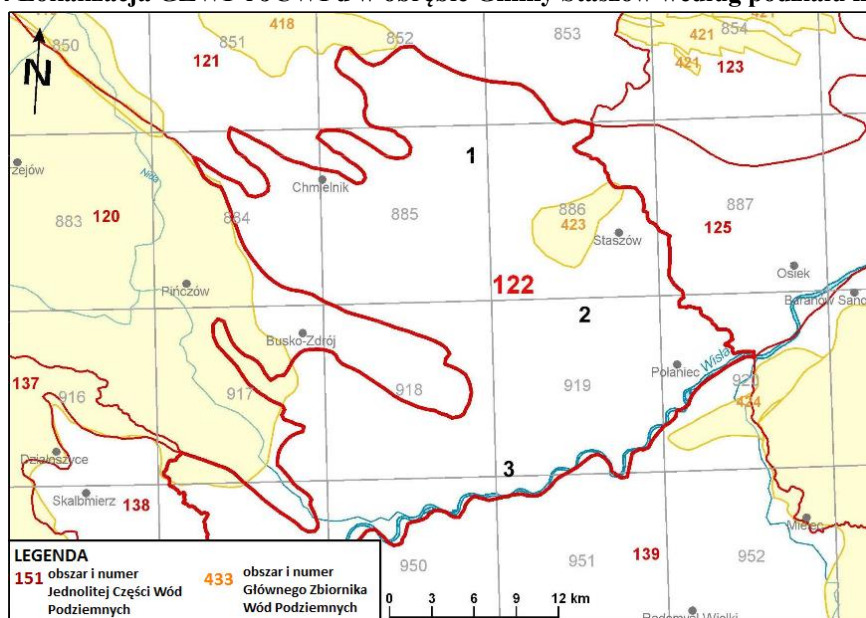 Lokalizacja GZWP i JCWPd w obrębie Gminy Staszów według podziału
850
851
418
852
853
421
854
421
421
123
121
N
1
rzejów
Nida
Chmielnik
883
120
884
885
886
423
Staszów
887
125
Osiek
Pińczów
122
Baranów Sand
2
Busko-Zdrój
Wisła
Połaniec
137
916
917
918
919
920
424
Działoszyce
3
Skalbmierz
138
Mielec
950
951
139
952
LEGENDA
151 obszar i numer
Jednolitej Części Wód
Podziemnych
433 obszar i numer
Głównego Zbiornika
Wód Podziemnych
0 3 6 9 12 km
Radomyśl Wielki